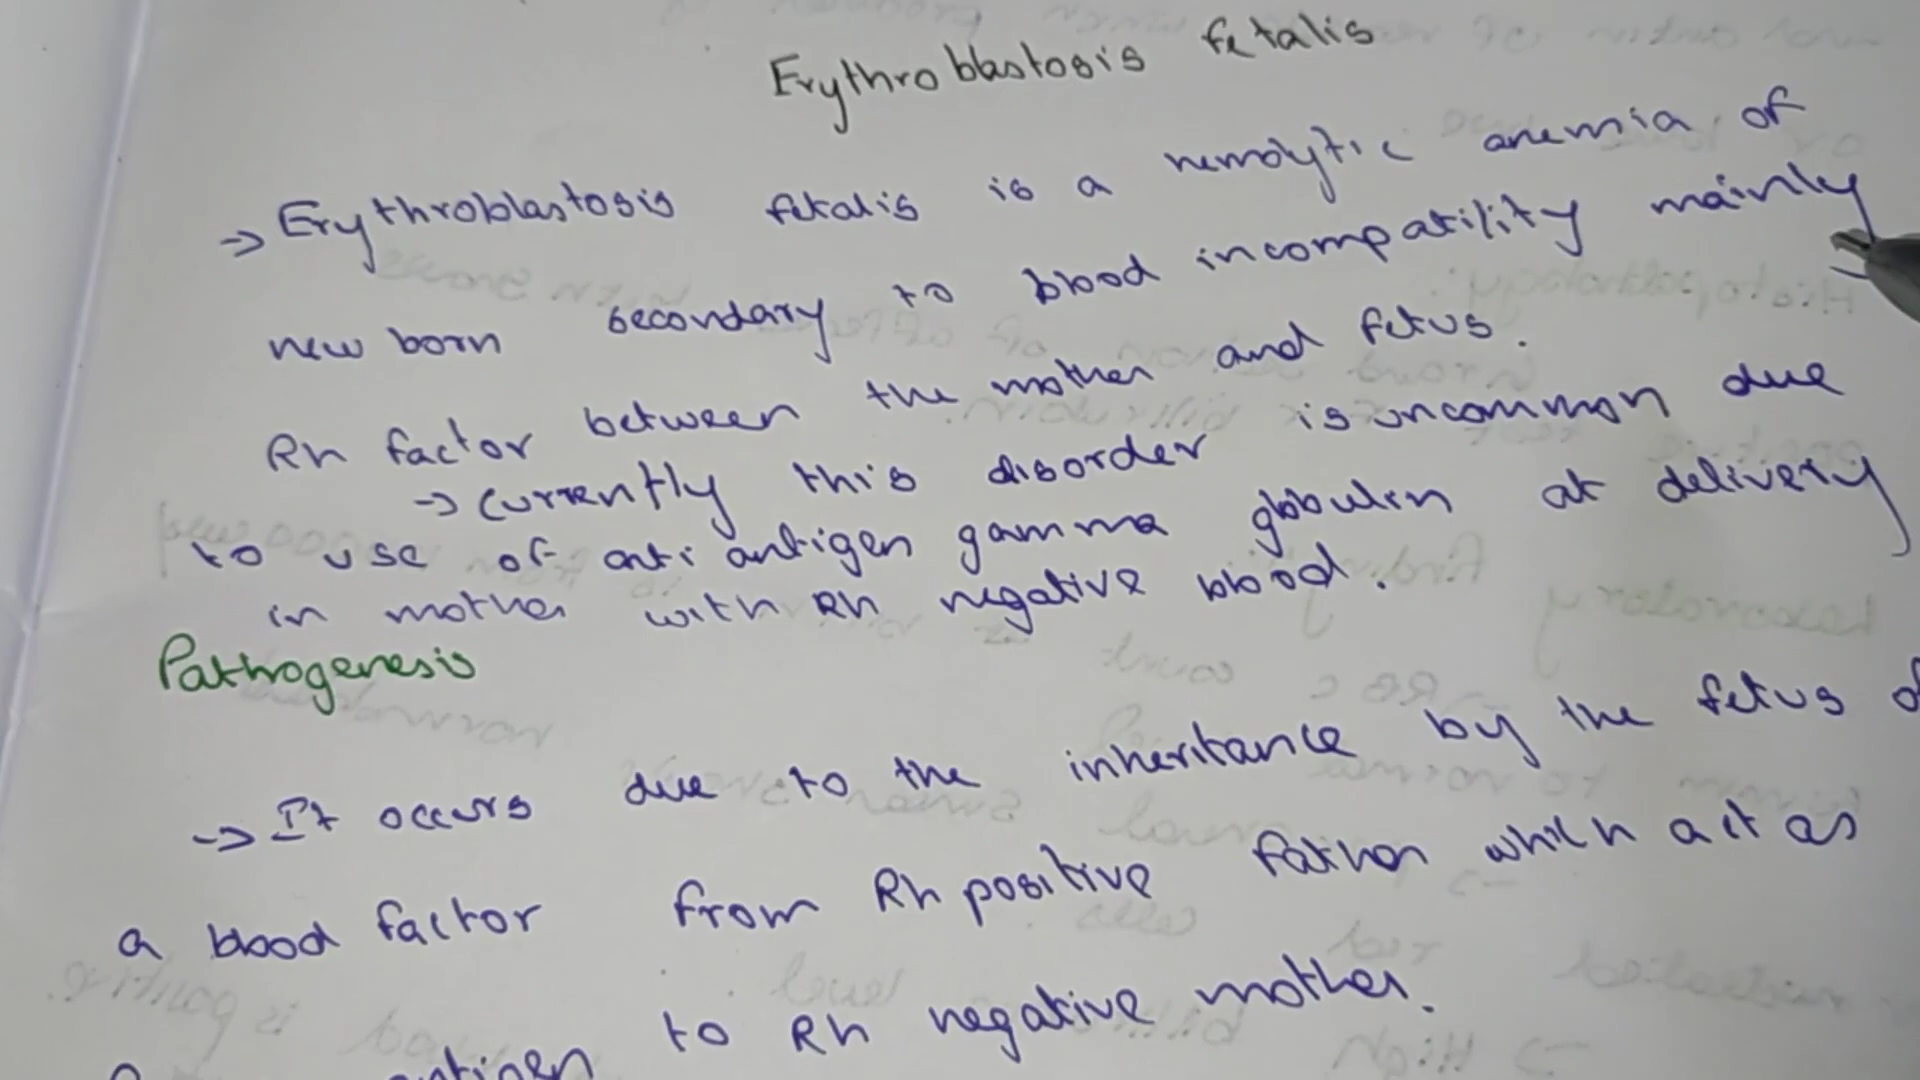 Erythroblastosis fetalis
→ Erythroblastosis fetalis is a hemolytic anemia of
new born secondary to blood incompatility mainly
Rh factor between the mother and fetus.
→ currently this disorder is uncommon due
to use of anti antigen gamma globulin at delivery
in mother with Rh negative blood.
Pathogenesis
→ It occurs due to the inheritance by the fetus of
a blood factor from Rh positive father which act as
antigen to Rh negative mother.